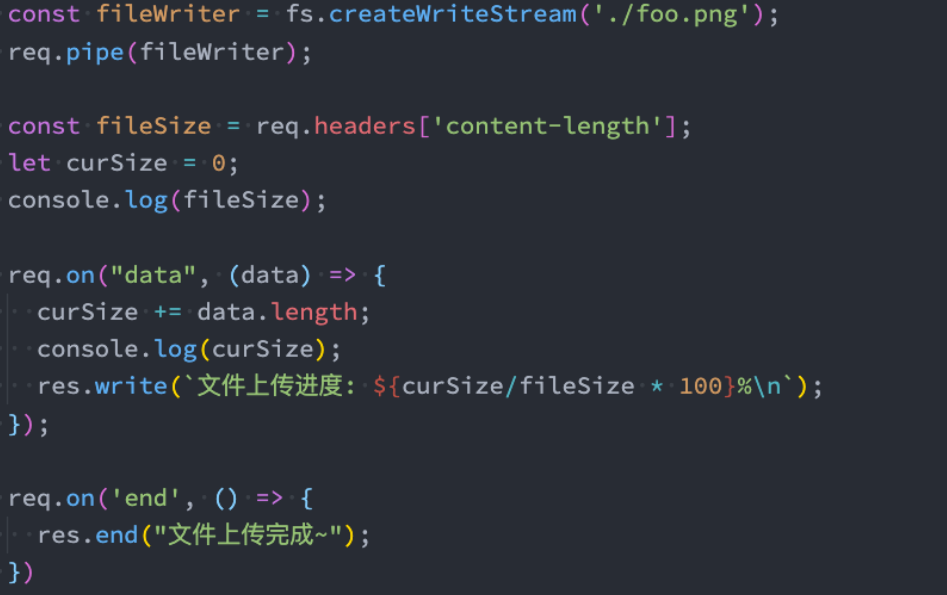 const fileWriter = fs.createWriteStream('./foo.png');
req.pipe(fileWriter);
const fileSize = req.headers['content-length'];
let curSize = 0;
console.log(fileSize);
req.on("data", (data) => {
  curSize += data.length;
  console.log(curSize);
  res.write(`文件上传进度: ${curSize/fileSize * 100}%\n`);
});
req.on('end', () => {
  res.end("文件上传完成~");
})